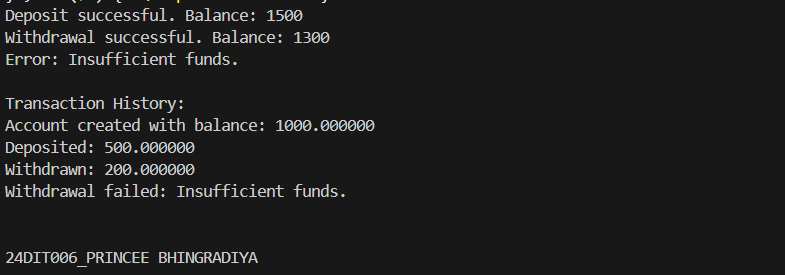 Deposit successful. Balance: 1500
Withdrawal successful. Balance: 1300
Error: Insufficient funds.
Transaction History:
Account created with balance: 1000.000000
Deposited: 500.000000
Withdrawn: 200.000000
Withdrawal failed: Insufficient funds.
24DIT006_PRINCEE BHINGRADIYA